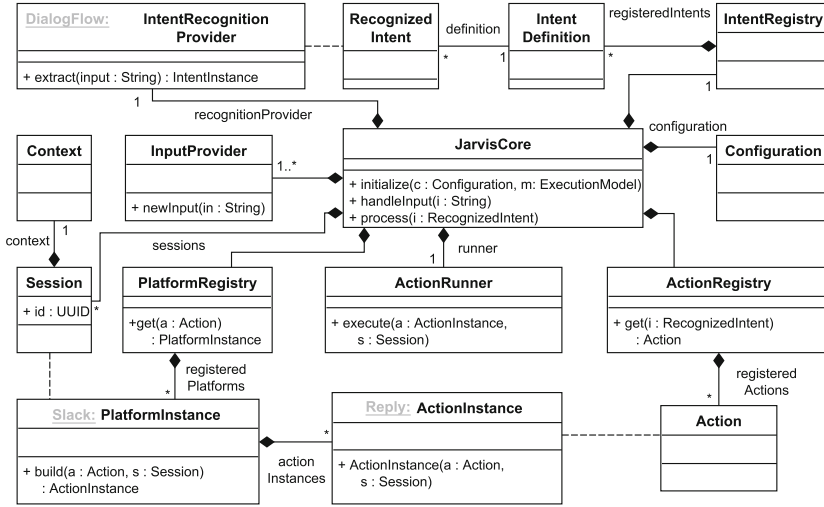 DialogFlow: IntentRecognition
Provider
+ extract(input : String) : IntentInstance
Recognized
Intent
definition
*
1
Intent
Definition
registeredIntents
*
IntentRegistry
1
1
recognitionProvider
Context
InputProvider
+ newInput(in : String)
1..*
JarvisCore
+ initialize(c : Configuration, m: ExecutionModel)
+ handleInput(i : String)
+ process(i : RecognizedIntent)
configuration
1
Configuration
1
context
sessions
runner
1
Session
+ id : UUID
*
PlatformRegistry
+get(a : Action)
: PlatformInstance
ActionRunner
+ execute(a : ActionInstance,
s : Session)
ActionRegistry
+ get(i : RecognizedIntent)
: Action
registered
Platforms
*
registered
Actions
*
Slack: PlatformInstance
+ build(a : Action, s : Session)
: ActionInstance
*
action
Instances
Reply: ActionInstance
+ ActionInstance(a : Action,
s : Session)
Action